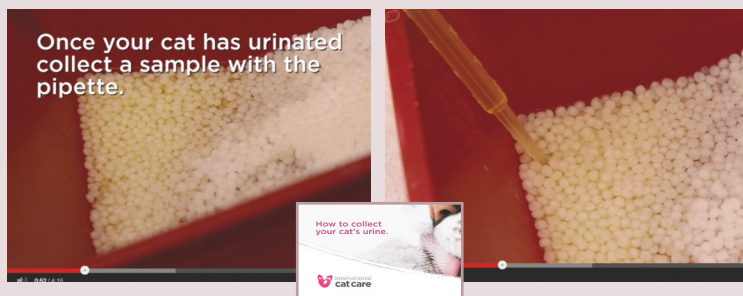 Once your cat has urinated
collect a sample with the
pipette.
0:52 / 4:15
How to collect
your cat's urine.
international
cat care